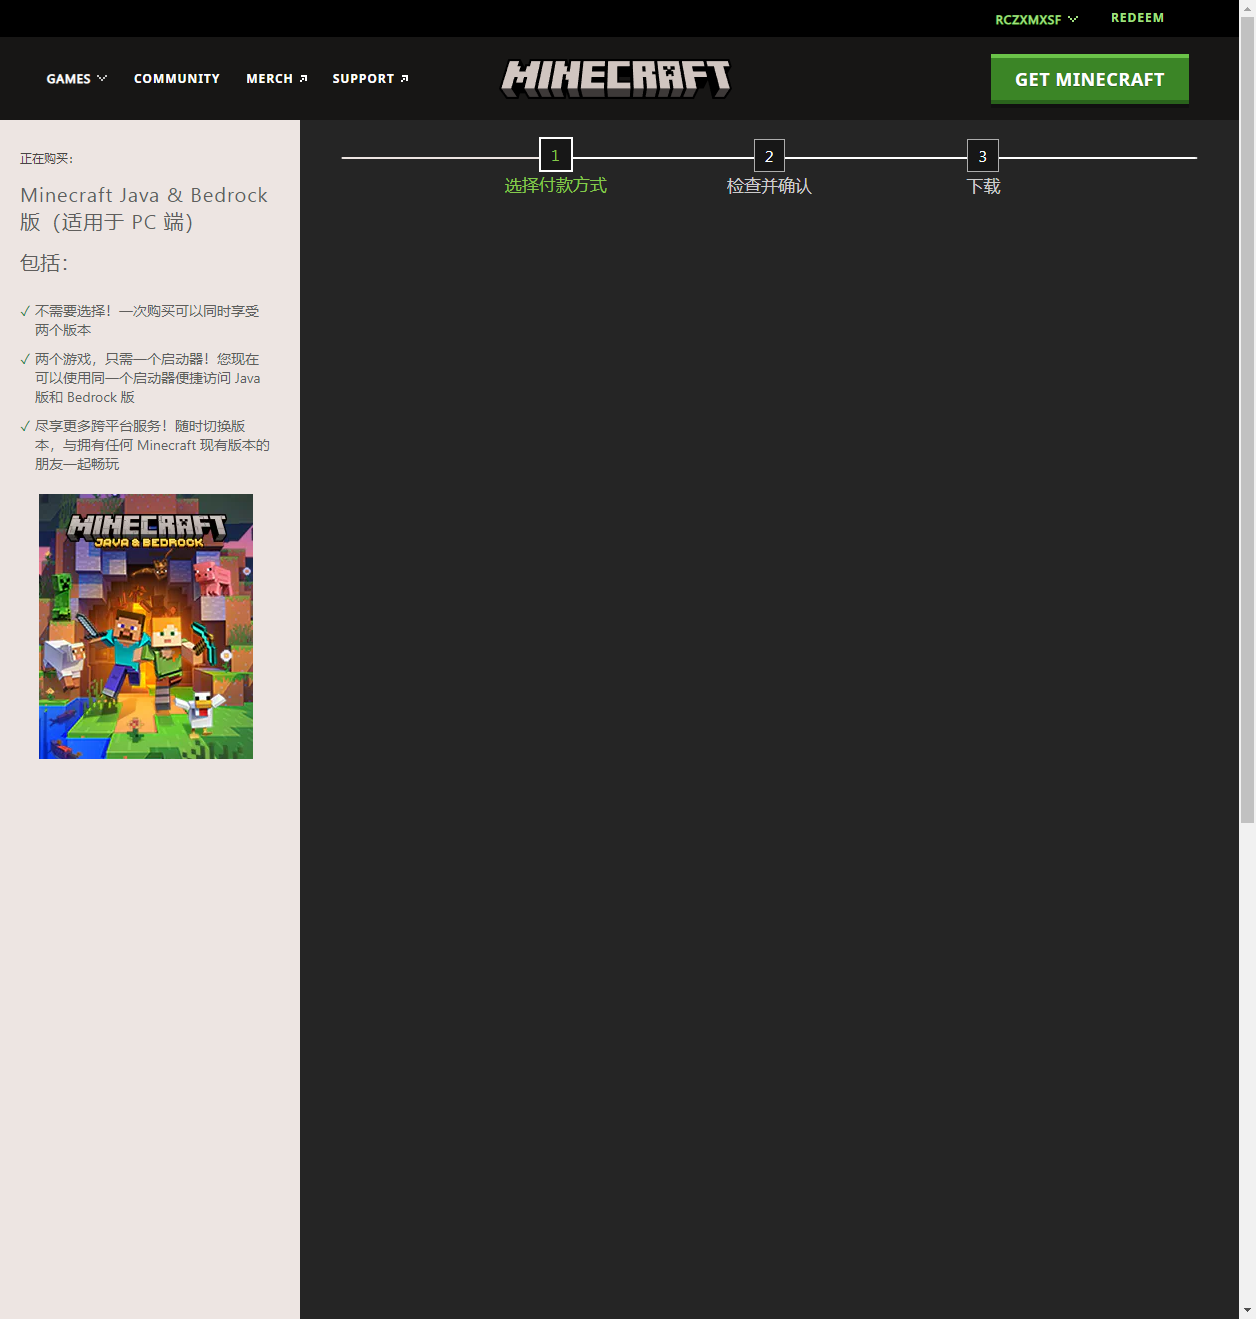 RCZXMXSF
REDEEM
GAMES
COMMUNITY
MERCH
SUPPORT
MINECRAFT
GET MINECRAFT
正在购买：
Minecraft Java & Bedrock
版（适用于 PC 端）
包括：
✓ 不需要选择！一次购买可以同时享受
两个版本
✓ 两个游戏，只需一个启动器！您现在
可以使用同一个启动器便捷访问 Java
版和 Bedrock 版
✓ 尽享更多跨平台服务！随时切换版
本，与拥有任何 Minecraft 现有版本的
朋友一起畅玩
MINECRAFT
JAVA & BEDROCK
1
选择付款方式
2
检查并确认
3
下载